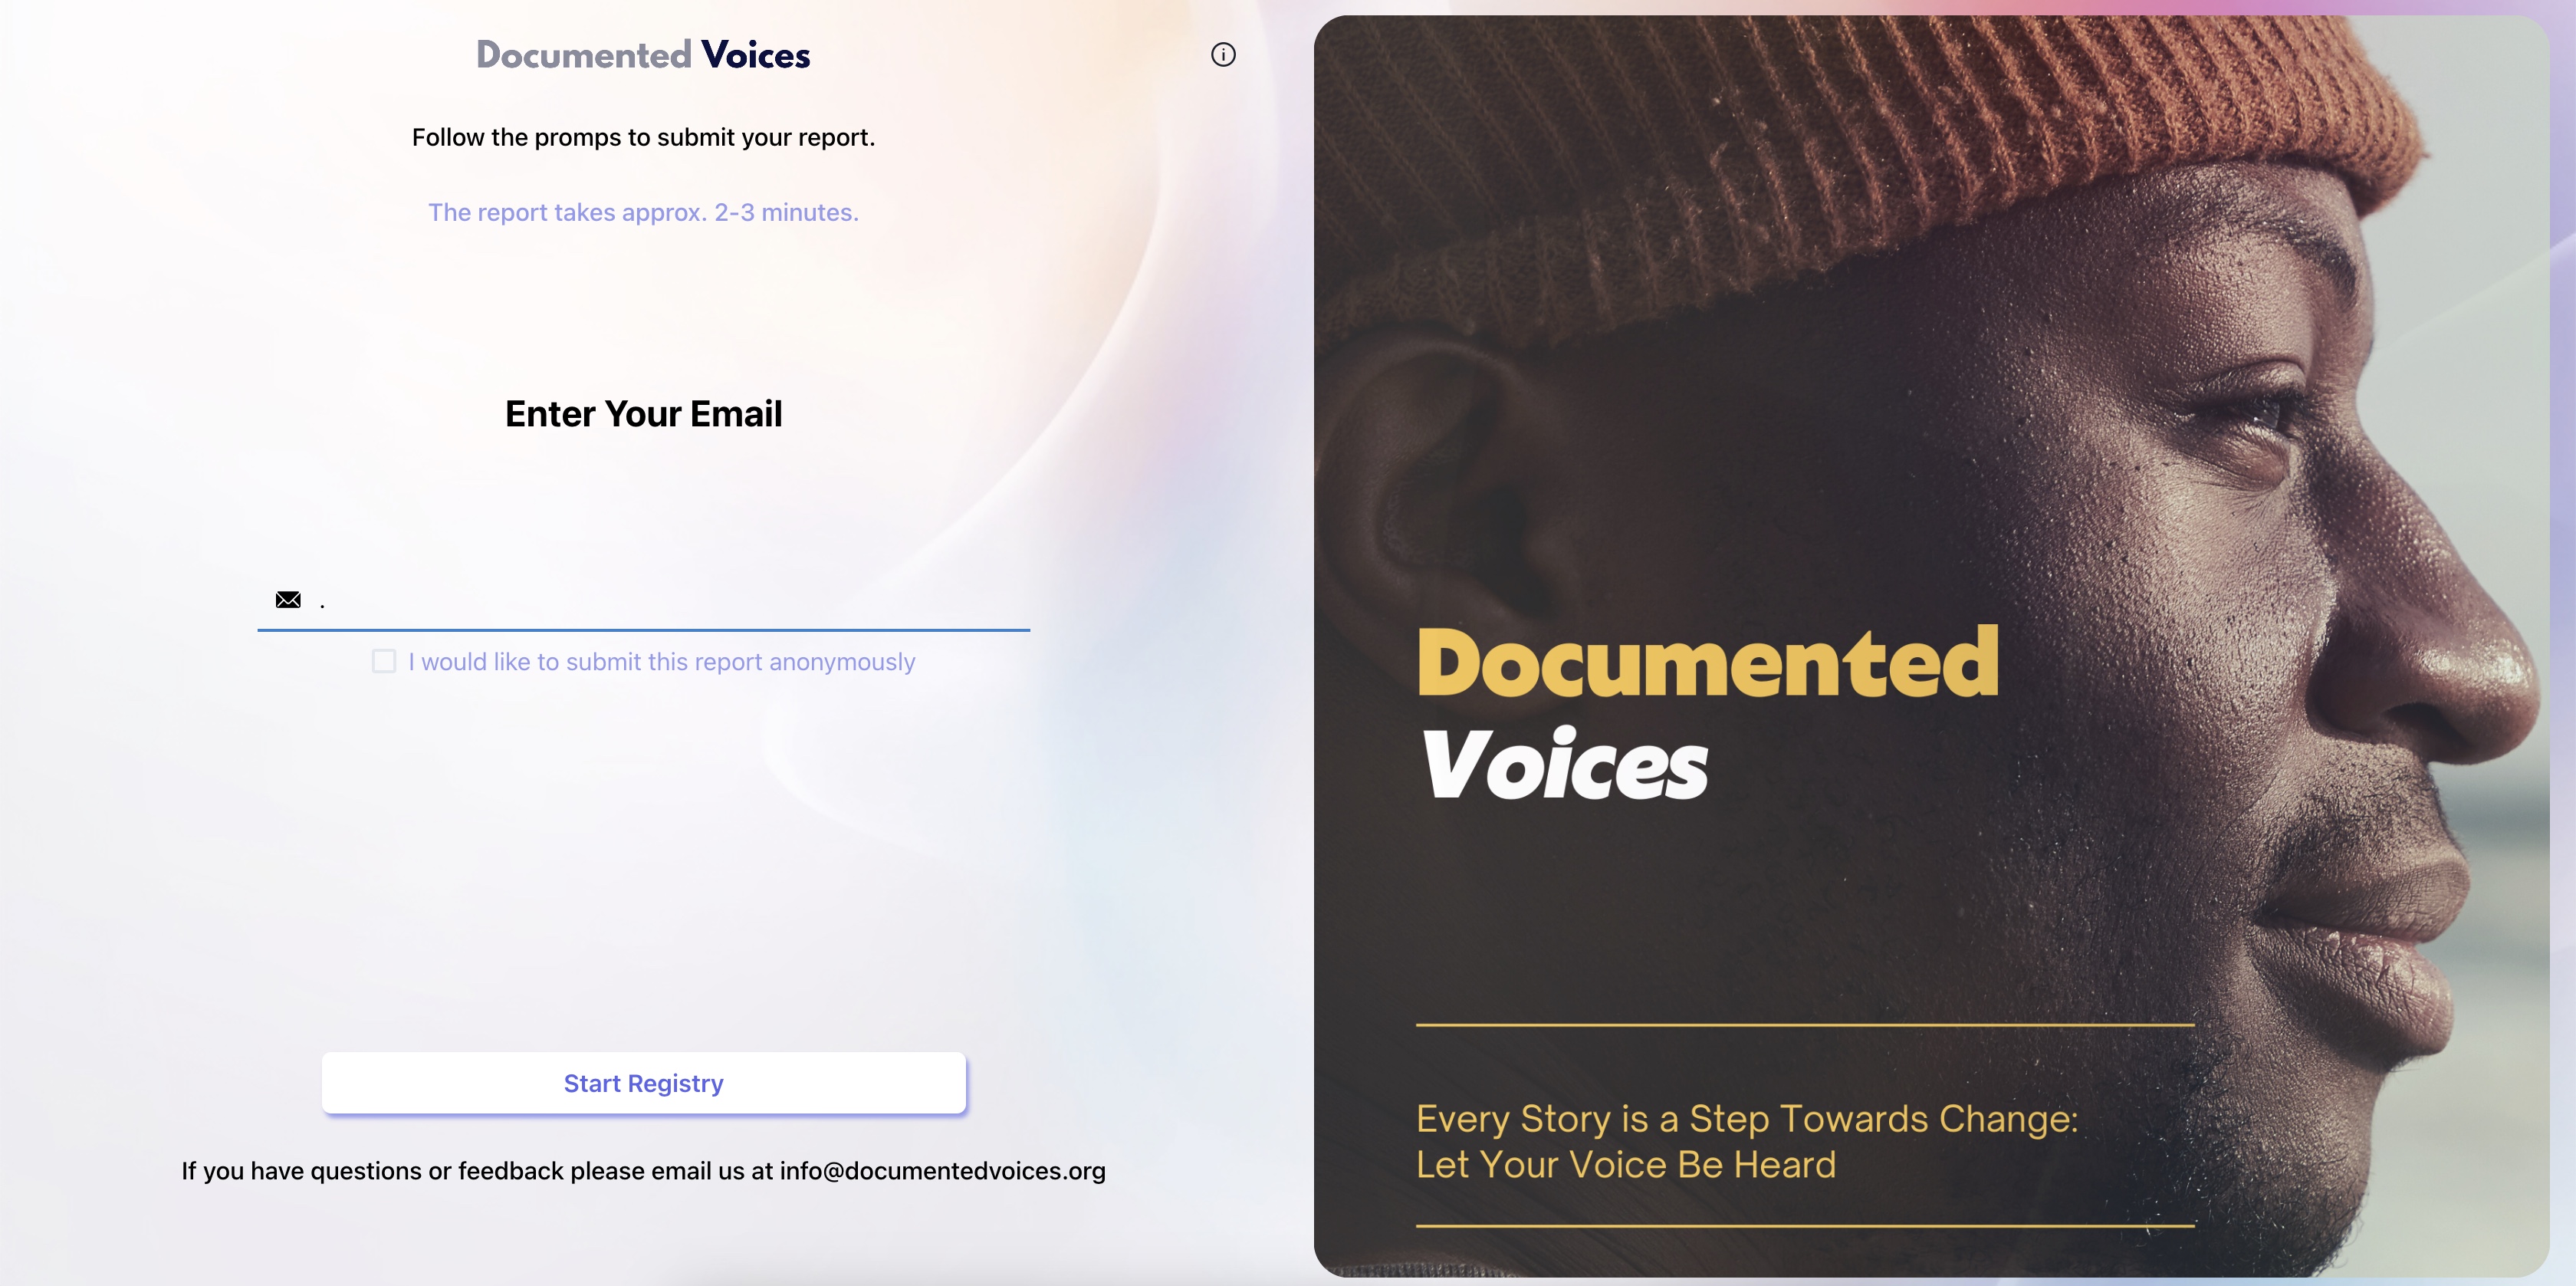 Documented Voices
Follow the promps to submit your report.
The report takes approx. 2-3 minutes.
Enter Your Email
.
I would like to submit this report anonymously
Start Registry
If you have questions or feedback please email us at info@documentedvoices.org
Documented
Voices
Every Story is a Step Towards Change:
Let Your Voice Be Heard